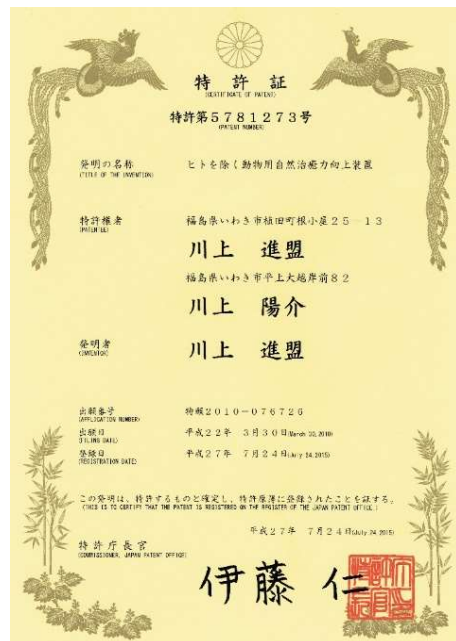 特許証
(CERTIFICATE OF PATENT)
特許第5781273号
(PATENT NUMBER)
発明の名称
(TITLE OF THE INVENTION)
ヒトを除く動物用自然治癒力向上装置
特許権者
(PATENTEE)
福島県いわき市植田町根小屋25-13
川上 進盟
福島県いわき市平上大越岸前82
川上 陽介
発明者
(INVENTOR)
川上 進盟
出願番号
(APPLICATION NUMBER)
特願2010-076726
出願日
(FILING DATE)
平成22年 3月30日(March 30,2010)
登録日
(REGISTRATION DATE)
平成27年 7月24日(July 24,2015)
この発明は、特許するものと確定し、特許原簿に登録されたことを証する。
(THIS IS TO CERTIFY THAT THE PATENT IS REGISTERED ON THE REGISTER OF THE JAPAN PATENT OFFICE.)
平成27年 7月24日(July 24,2015)
特許庁長官
(COMMISSIONER, JAPAN PATENT OFFICE)
伊藤 仁